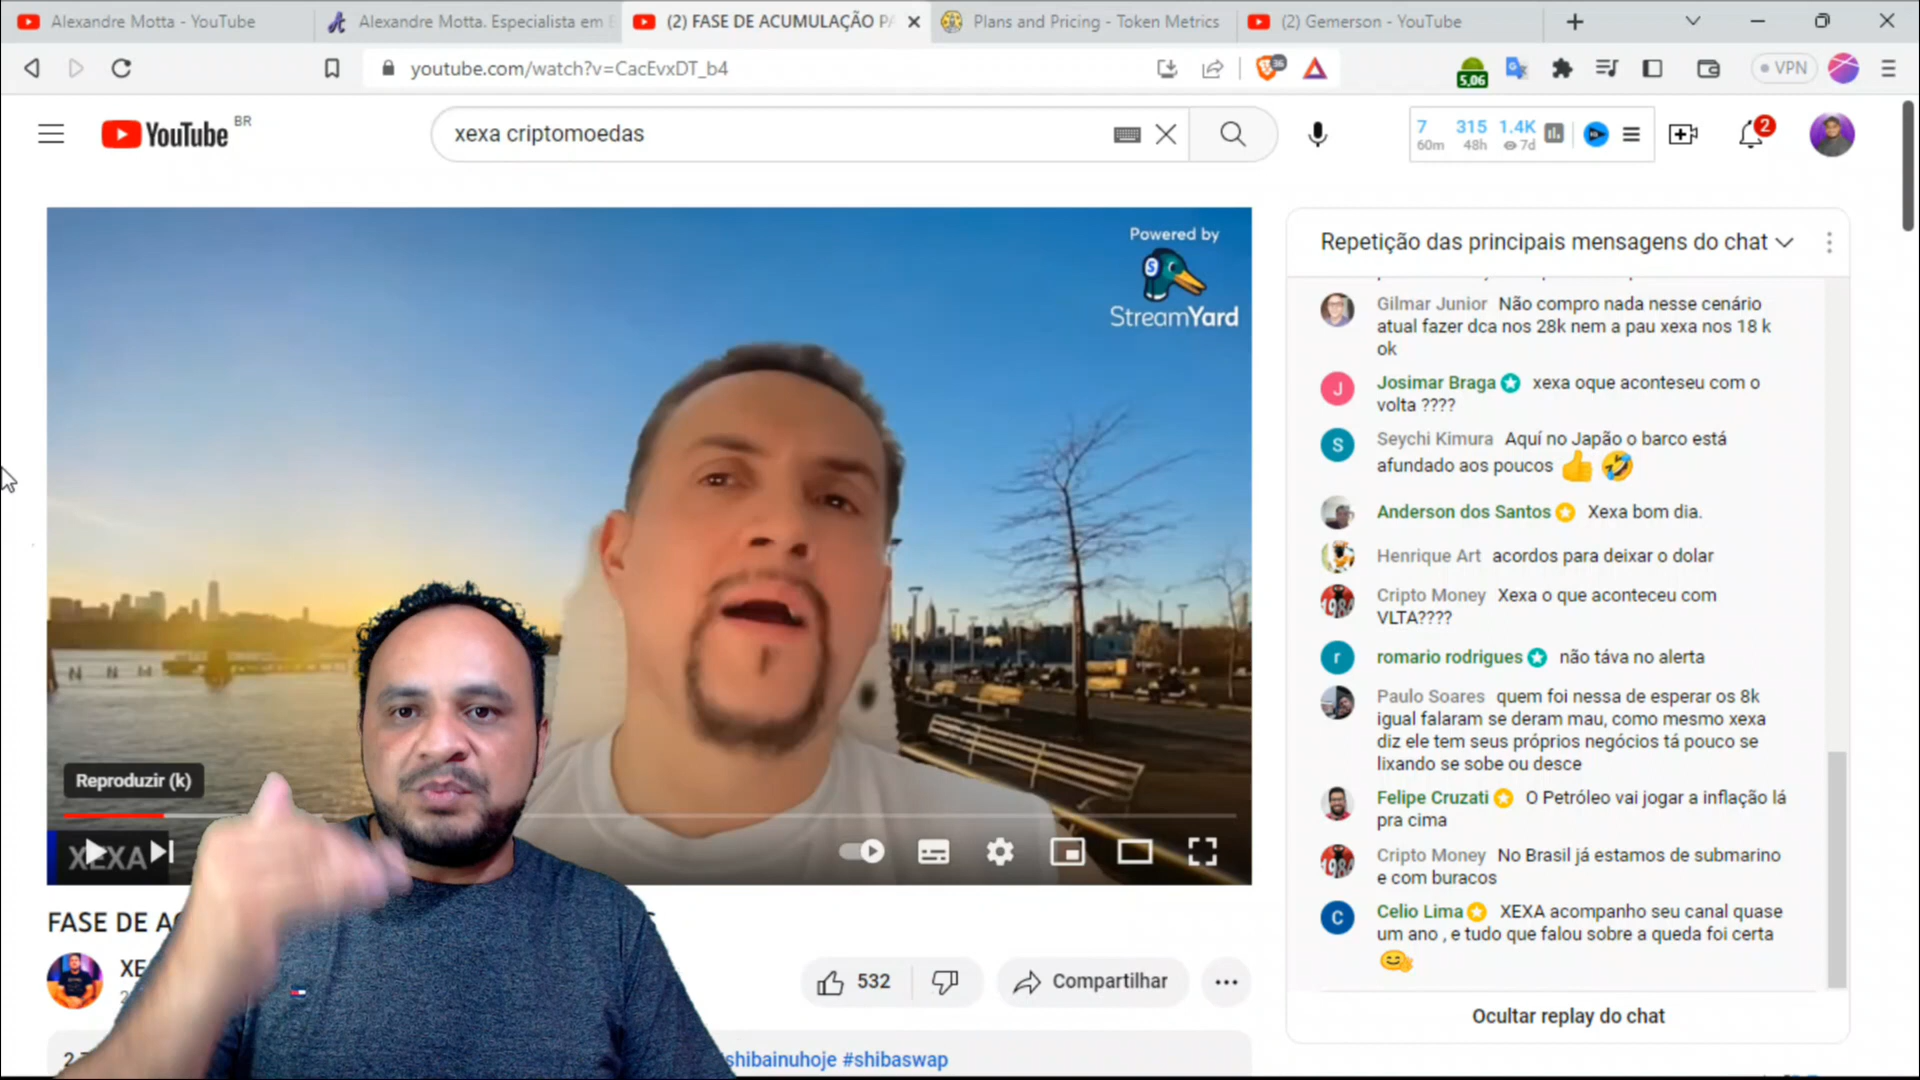 Alexandre Motta - YouTube
Alexandre Motta. Especialista em
(2) FASE DE ACUMULAÇÃO PA
Plans and Pricing - Token Metrics
(2) Gemerson - YouTube
youtube.com/watch?v=CacEvxDT_b4
36
5,06
VPN
YouTube BR
xexa criptomoedas
7 315 1.4K
60m 48h 7d
2
Powered by
StreamYard
Reproduzir (k)
XEXA
FASE DE
XE
532
Compartilhar
shibainuhoje #shibaswap
Repetição das principais mensagens do chat
Gilmar Junior Não compro nada nesse cenário
atual fazer dca nos 28k nem a pau xexa nos 18 k
ok
J
Josimar Braga xexa oque aconteseu com o
volta ????
S
Seychi Kimura Aquí no Japão o barco está
afundado aos poucos
Anderson dos Santos Xexa bom dia.
Henrique Art acordos para deixar o dolar
1984
Cripto Money Xexa o que aconteceu com
VLTA????
r
romario rodrigues não táva no alerta
Paulo Soares quem foi nessa de esperar os 8k
igual falaram se deram mau, como mesmo xexa
diz ele tem seus próprios negócios tá pouco se
lixando se sobe ou desce
Felipe Cruzati O Petróleo vai jogar a inflação lá
pra cima
1984
Cripto Money No Brasil já estamos de submarino
e com buracos
C
Celio Lima XEXA acompanho seu canal quase
um ano , e tudo que falou sobre a queda foi certa
Ocultar replay do chat